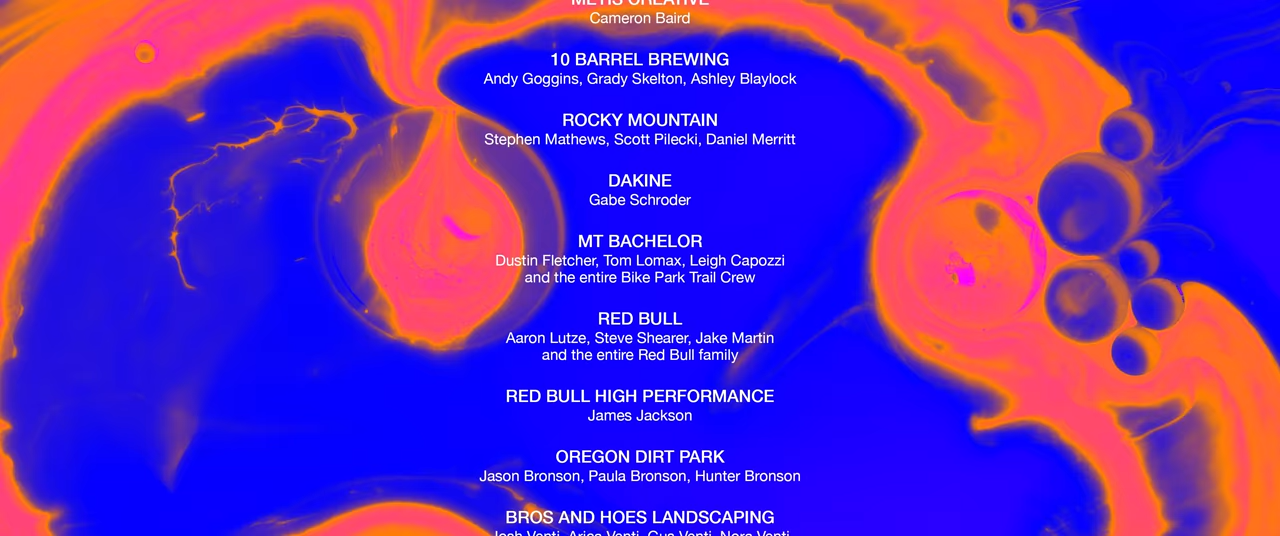 METIS CREATIVE
Cameron Baird
10 BARREL BREWING
Andy Goggins, Grady Skelton, Ashley Blaylock
ROCKY MOUNTAIN
Stephen Mathews, Scott Pilecki, Daniel Merritt
DAKINE
Gabe Schroder
MT BACHELOR
Dustin Fletcher, Tom Lomax, Leigh Capozzi
and the entire Bike Park Trail Crew
RED BULL
Aaron Lutze, Steve Shearer, Jake Martin
and the entire Red Bull family
RED BULL HIGH PERFORMANCE
James Jackson
OREGON DIRT PARK
Jason Bronson, Paula Bronson, Hunter Bronson
BROS AND HOES LANDSCAPING